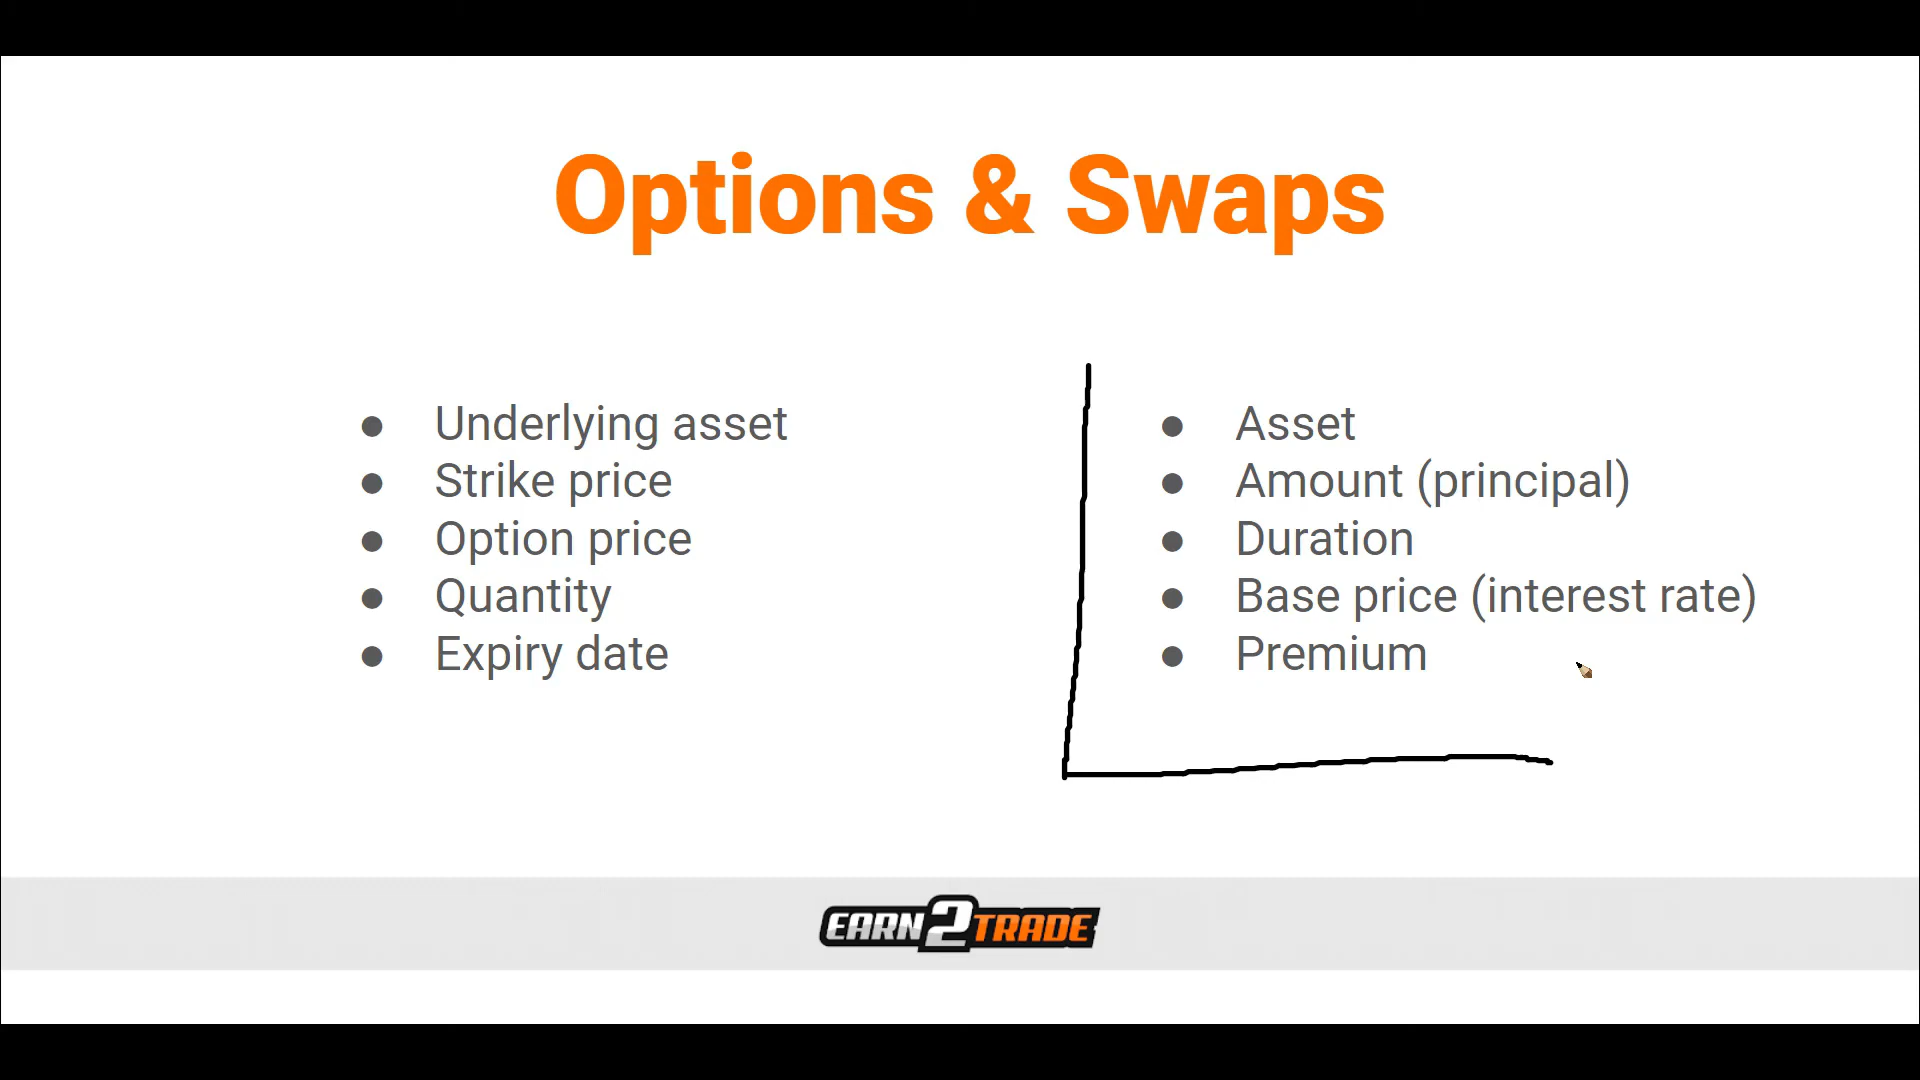 Options & Swaps
● Underlying asset
● Strike price
● Option price
● Quantity
● Expiry date
● Asset
● Amount (principal)
● Duration
● Base price (interest rate)
● Premium
EARN2TRADE